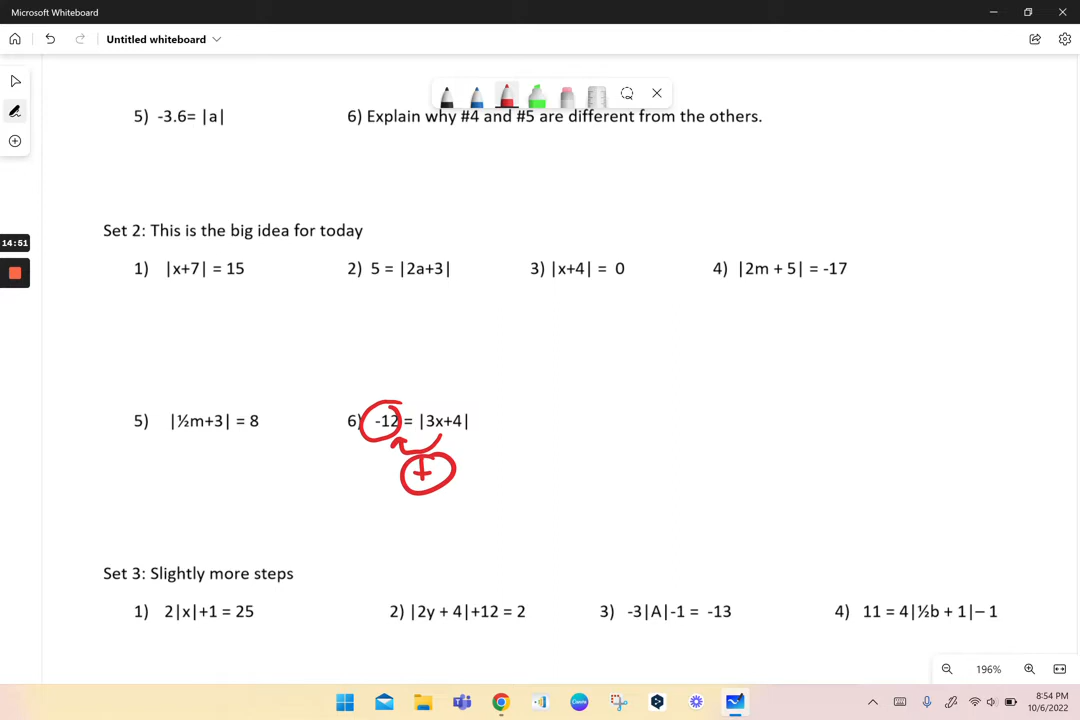 Microsoft Whiteboard
Untitled whiteboard
5) -3.6= |a|
6) Explain why #4 and #5 are different from the others.
14:51
Set 2: This is the big idea for today
1) |x+7| = 15
2) 5 = |2a+3|
3) |x+4| = 0
4) |2m + 5| = -17
5) |½m+3| = 8
6) -12= |3x+4|
+
Set 3: Slightly more steps
1) 2|x|+1 = 25
2) |2y + 4|+12 = 2
3) -3|A|-1 = -13
4) 11 = 4|½b + 1|– 1
196%
8:54 PM
10/6/2022